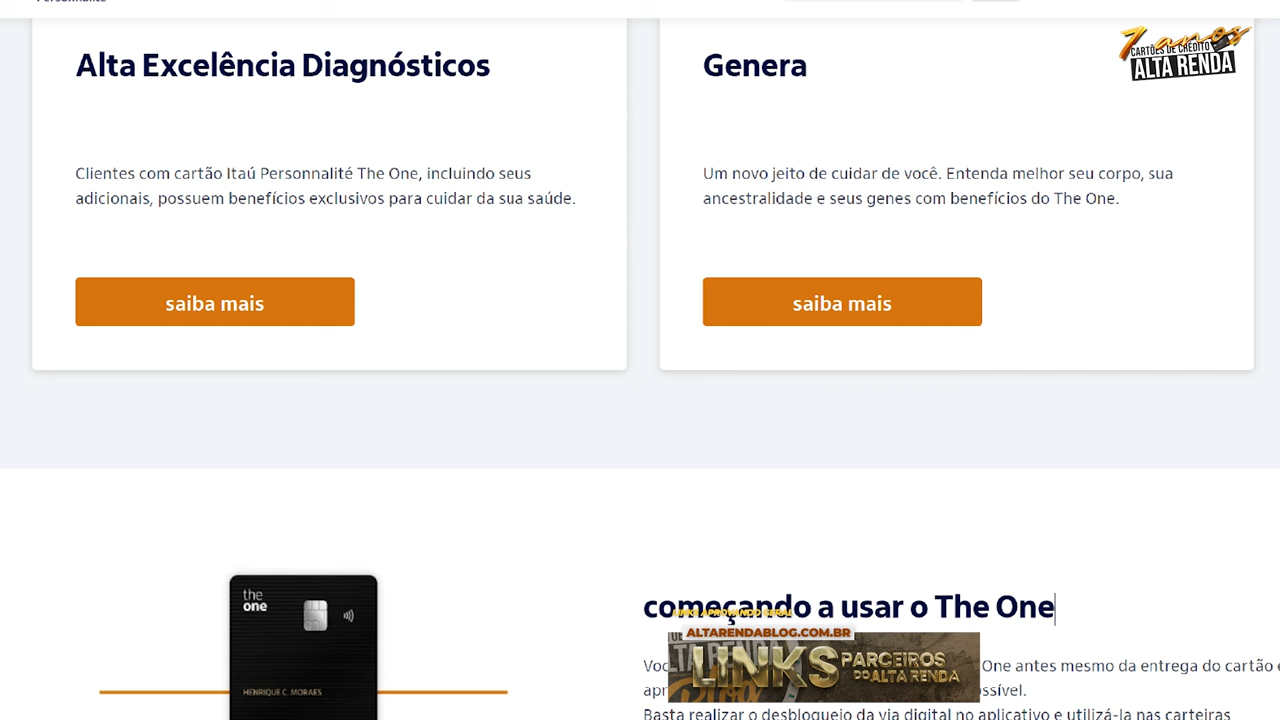 Personnalité
Alta Excelência Diagnósticos
Clientes com cartão Itaú Personnalité The One, incluindo seus
adicionais, possuem benefícios exclusivos para cuidar da sua saúde.
saiba mais
7 anos
CARTÕES DE CRÉDITO
ALTA RENDA
Genera
Um novo jeito de cuidar de você. Entenda melhor seu corpo, sua
ancestralidade e seus genes com benefícios do The One.
saiba mais
the
one
HENRIQUE C. MORAES
começando a usar o The One
LINKS APROVANDO GERAL
ALTARENDABLOG.COM.BR
LINKS PARCEIROS
DO ALTA RENDA
One antes mesmo da entrega do cartão e
Basta realizar o desbloqueio da via digital no aplicativo e utilizá-la nas carteiras